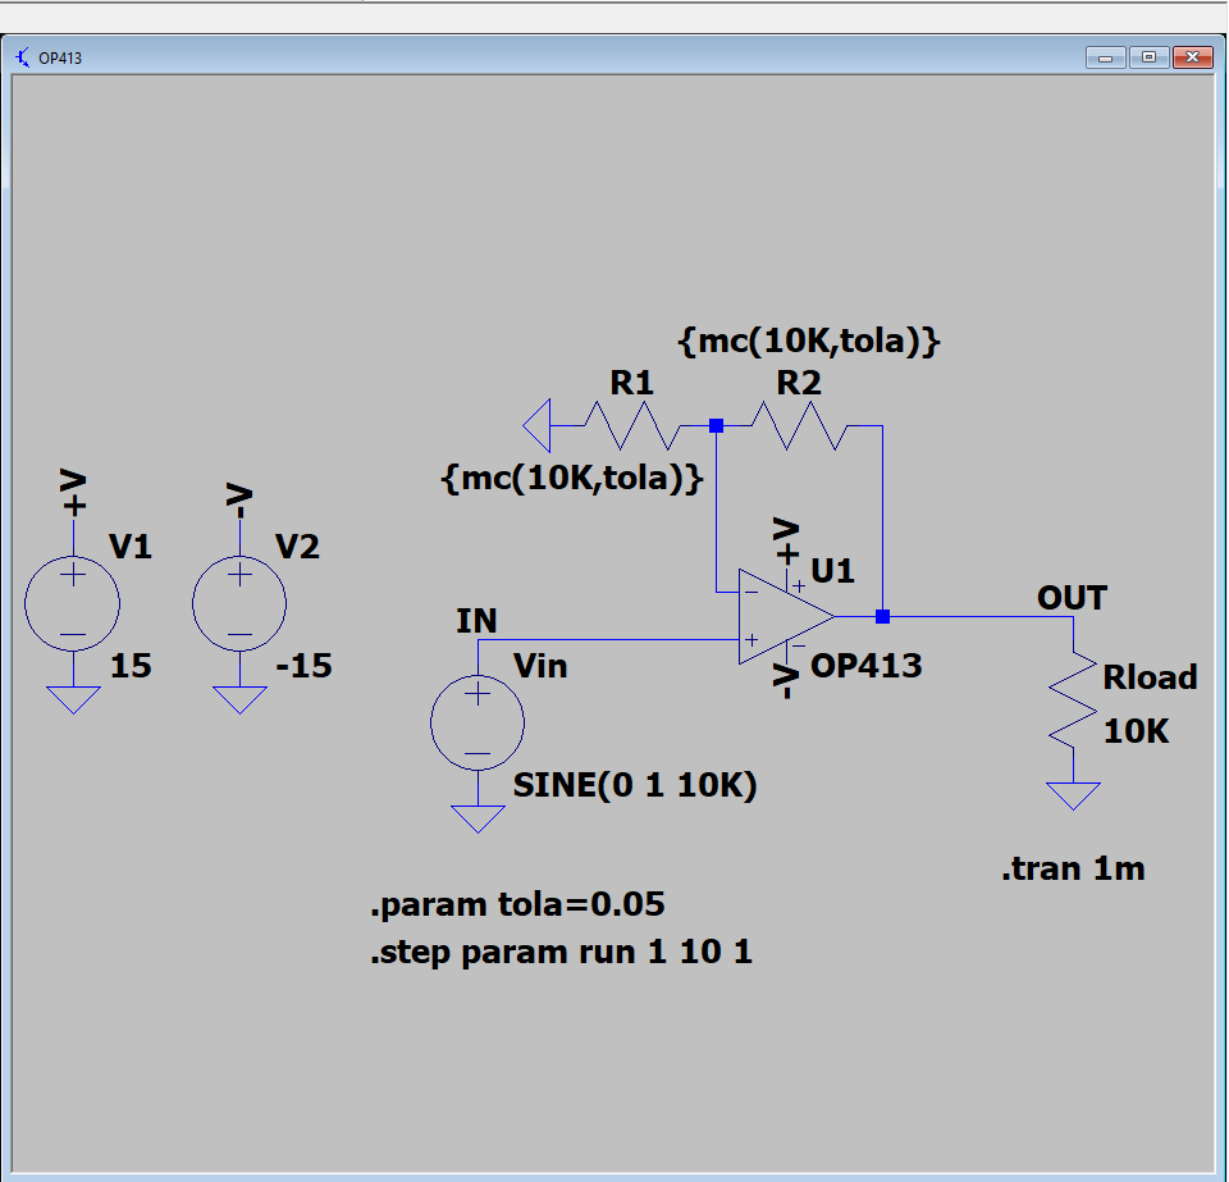 OP413
{mc(10K,tola)}
R1
R2
{mc(10K,tola)}
+V
-V
V1
V2
+V
U1
OUT
IN
Vin
15
-15
-V
OP413
Rload
10K
SINE(0 1 10K)
.tran 1m
.param tola=0.05
.step param run 1 10 1